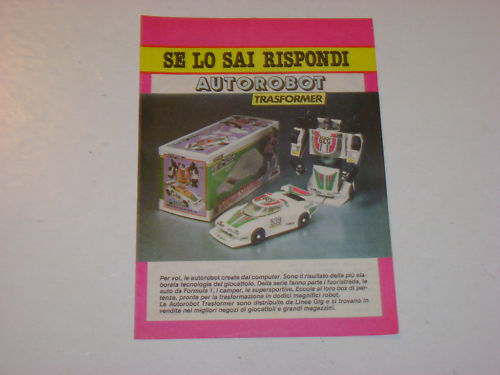 SE LO SAI RISPONDI
AUTOROBOT
TRASFORMER
539
Per voi, le autorobot create dal computer. Sono il risultato della più ela-
borata tecnologia del giocattolo. Della serie fanno parte i fuoristrada, le
auto da Formula 1, i camper, le supersportive. Eccole ai loro box di par-
tenza, pronte per la trasformazione in dodici magnifici robot.
Le Autorobot Trasformer sono distribuite da Linea Gig e si trovano in
vendita nei migliori negozi di giocattoli e grandi magazzini.